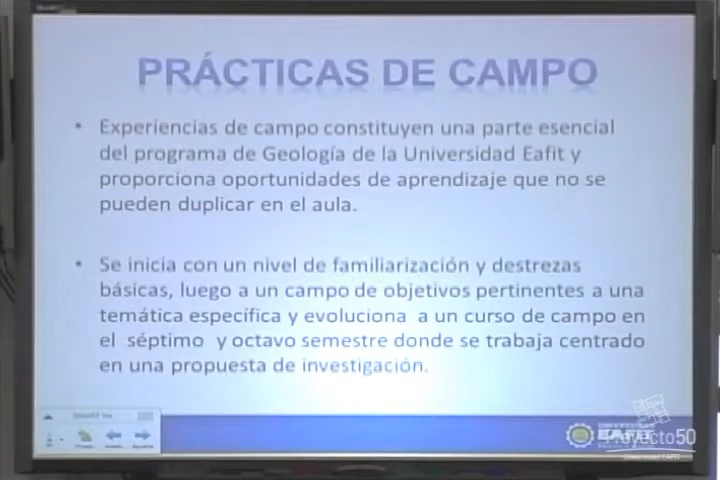 PRÁCTICAS DE CAMPO
• Experiencias de campo constituyen una parte esencial
del programa de Geología de la Universidad Eafit y
proporciona oportunidades de aprendizaje que no se
pueden duplicar en el aula.
• Se inicia con un nivel de familiarización y destrezas
básicas, luego a un campo de objetivos pertinentes a una
temática específica y evoluciona a un curso de campo en
el séptimo y octavo semestre donde se trabaja centrado
en una propuesta de investigación.
Proyecto50
Universidad EAFIT